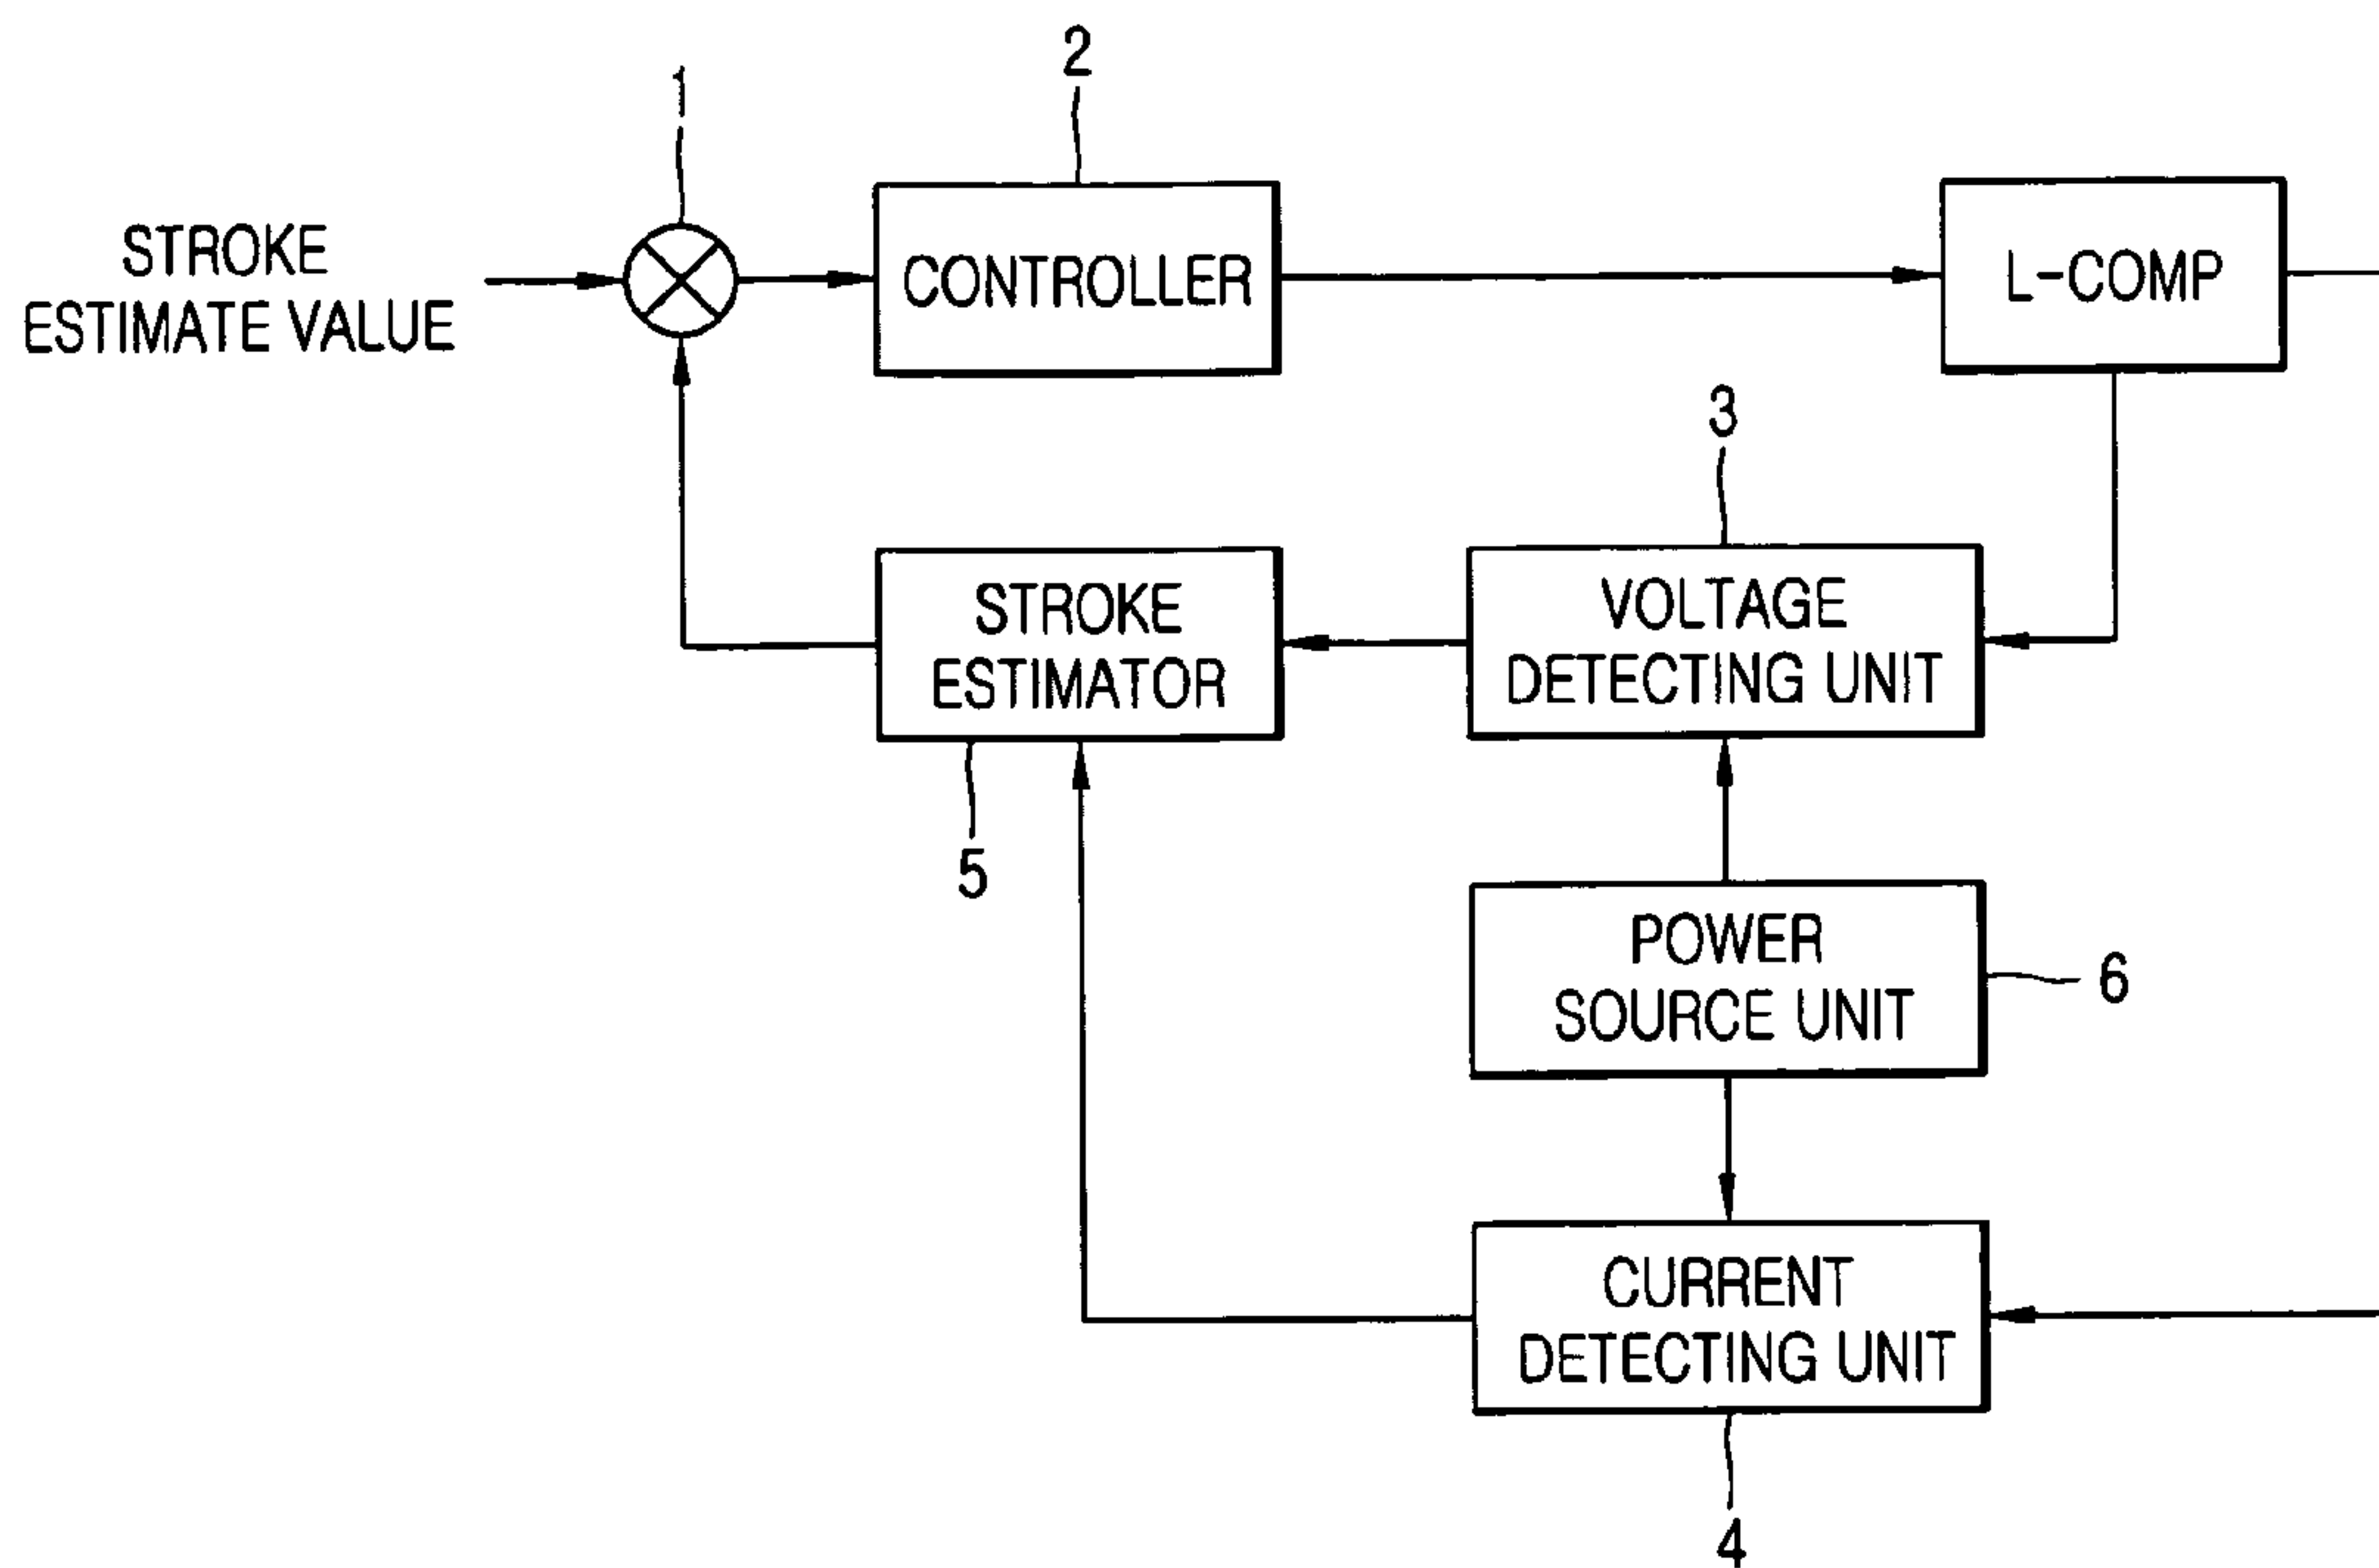 2
1
STROKE
ESTIMATE VALUE
CONTROLLER
L-COMP
3
STROKE
ESTIMATOR
VOLTAGE
DETECTING UNIT
5
POWER
SOURCE UNIT
6
CURRENT
DETECTING UNIT
4